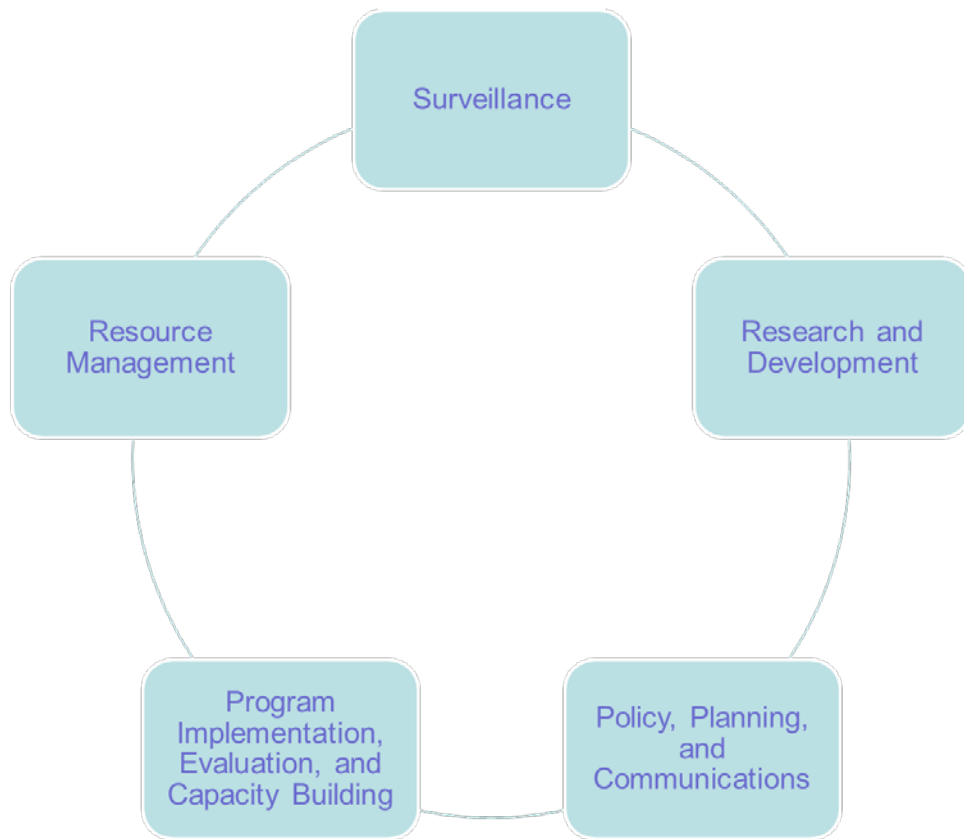 Surveillance
Research and
Development
Policy, Planning,
and
Communications
Program
Implementation,
Evaluation, and
Capacity Building
Resource
Management